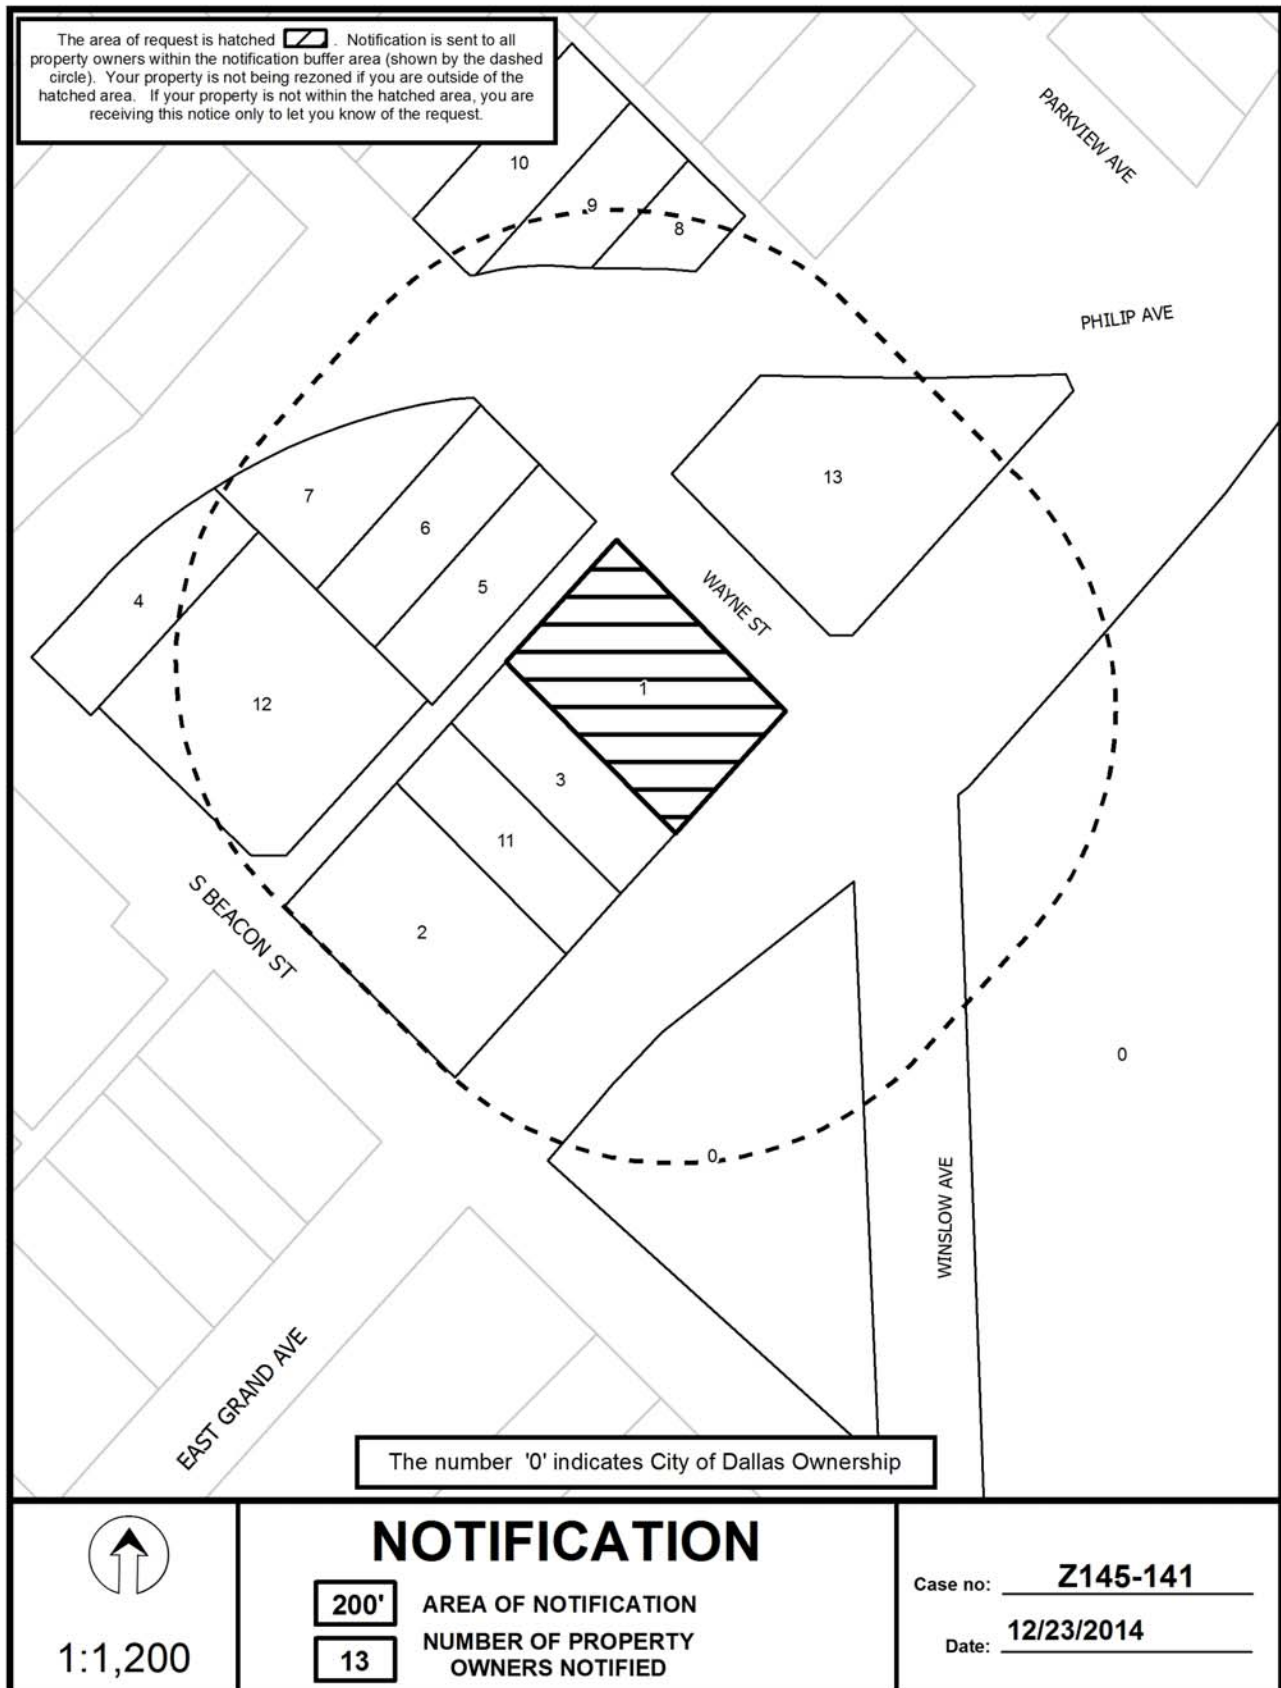 The area of request is hatched . Notification is sent to all
property owners within the notification buffer area (shown by the dashed
circle). Your property is not being rezoned if you are outside of the
hatched area. If your property is not within the hatched area, you are
receiving this notice only to let you know of the request.
PARKVIEW AVE
10
9
8
PHILIP AVE
7
13
6
5
4
WAYNE ST
1
12
3
11
2
S BEACON ST
0
0
WINSLOW AVE
EAST GRAND AVE
The number '0' indicates City of Dallas Ownership
1:1,200
NOTIFICATION
200' AREA OF NOTIFICATION
13 NUMBER OF PROPERTY
OWNERS NOTIFIED
Case no: Z145-141
Date: 12/23/2014